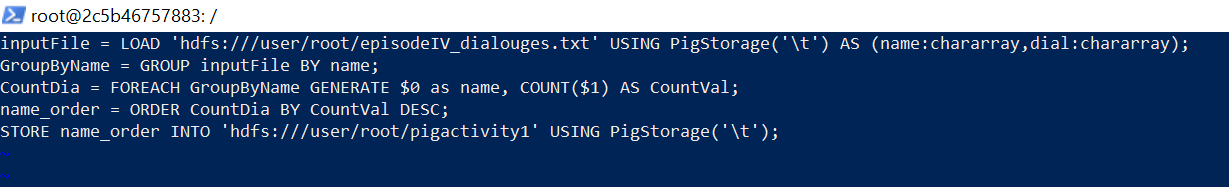 root@2c5b46757883: /
inputFile = LOAD 'hdfs:///user/root/episodeIV_dialouges.txt' USING PigStorage('\t') AS (name:chararray,dial:chararray);
GroupByName = GROUP inputFile BY name;
CountDia = FOREACH GroupByName GENERATE $0 as name, COUNT($1) AS CountVal;
name_order = ORDER CountDia BY CountVal DESC;
STORE name_order INTO 'hdfs:///user/root/pigactivity1' USING PigStorage('\t');
~
~